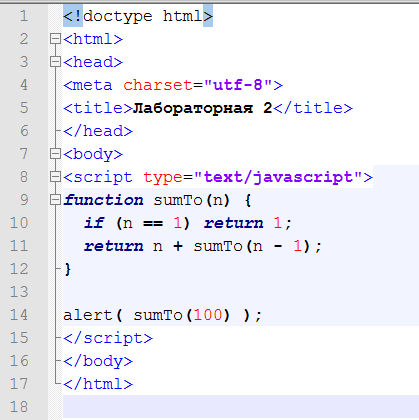 1 <!doctype html>
2 <html>
3 <head>
4 <meta charset="utf-8">
5 <title>Лабораторная 2</title>
6 </head>
7 <body>
8 <script type="text/javascript">
9 function sumTo(n) {
10   if (n == 1) return 1;
11   return n + sumTo(n - 1);
12 }
13
14 alert( sumTo(100) );
15 </script>
16 </body>
17 </html>
18